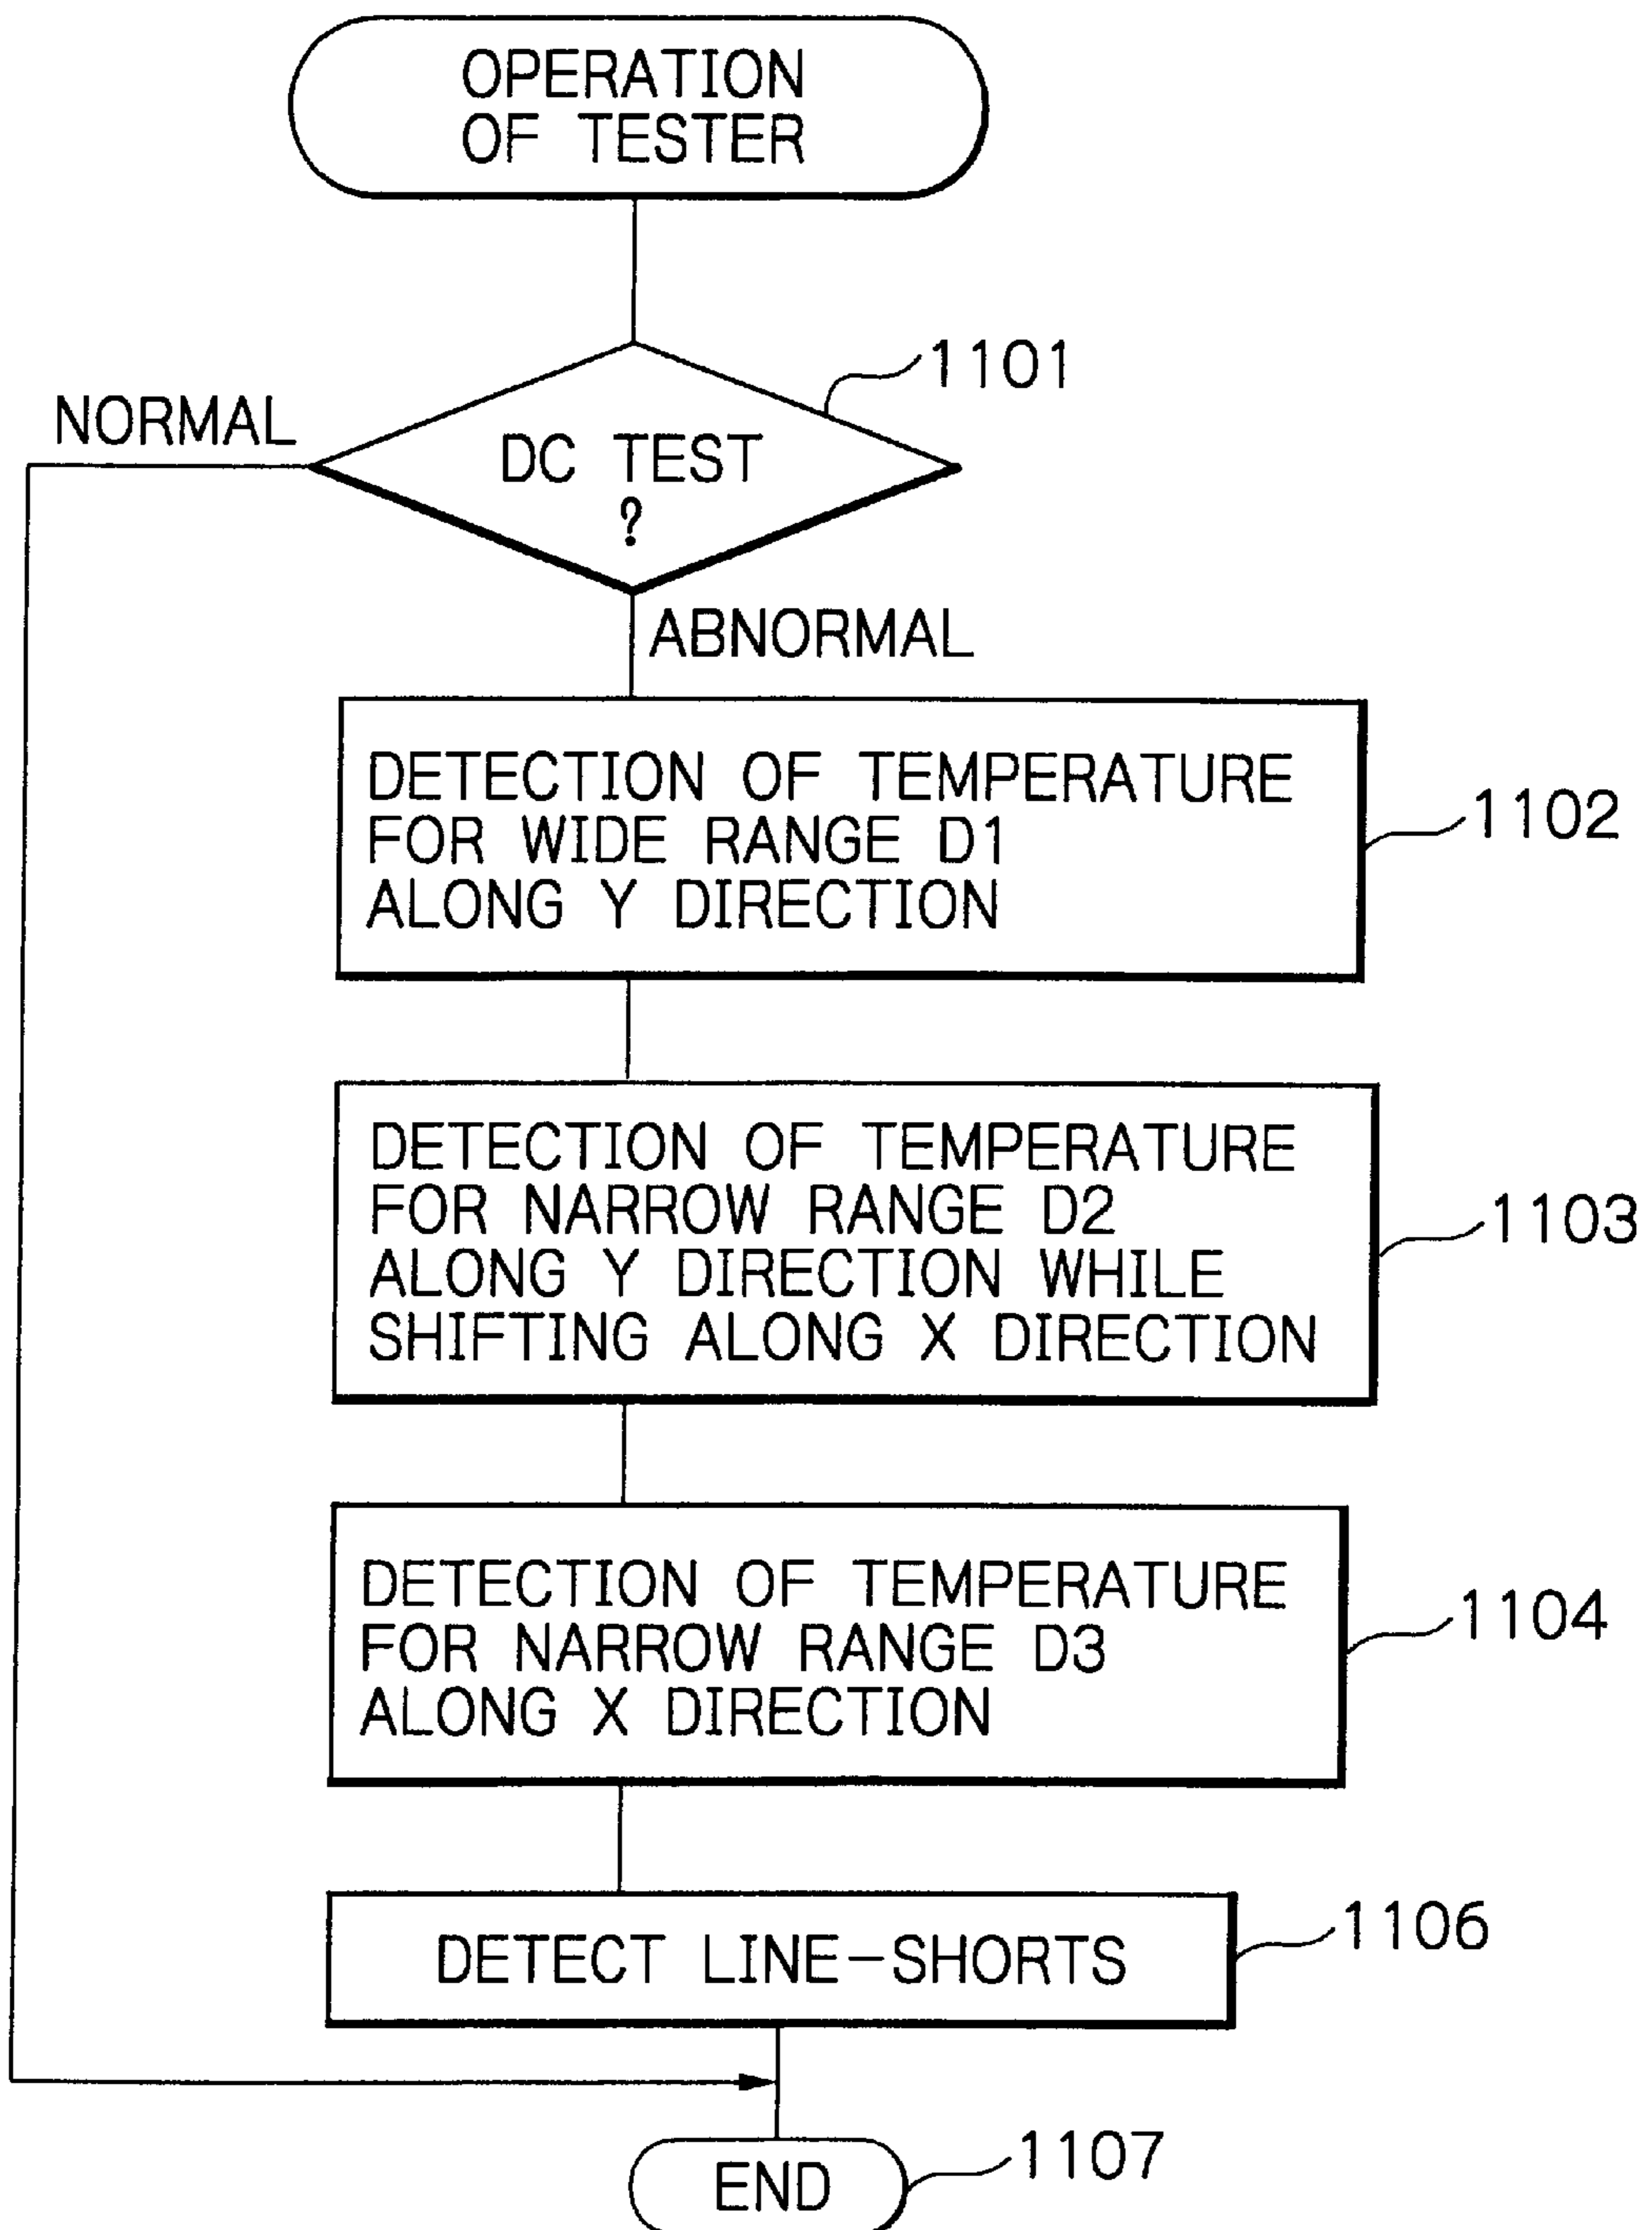 OPERATION
OF TESTER
1101
NORMAL
DC TEST
?
ABNORMAL
DETECTION OF TEMPERATURE
FOR WIDE RANGE D1
ALONG Y DIRECTION
1102
DETECTION OF TEMPERATURE
FOR NARROW RANGE D2
ALONG Y DIRECTION WHILE
SHIFTING ALONG X DIRECTION
1103
DETECTION OF TEMPERATURE
FOR NARROW RANGE D3
ALONG X DIRECTION
1104
DETECT LINE-SHORTS
1106
END
1107